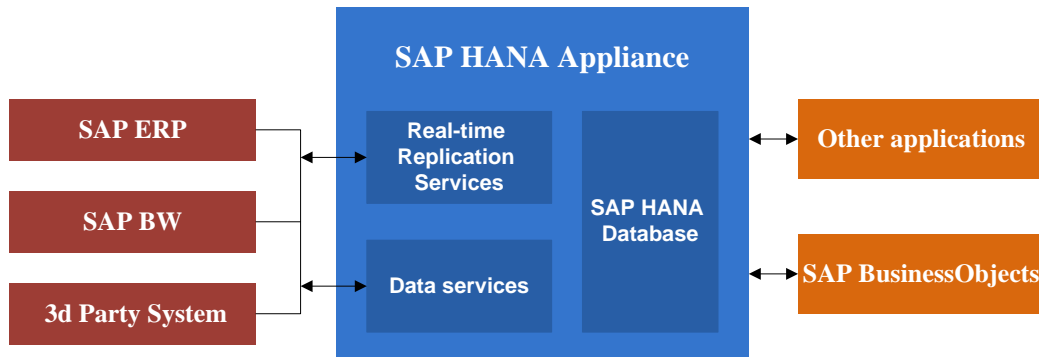 SAP HANA Appliance
SAP ERP
SAP BW
3d Party System
Real-time
Replication
Services
Data services
SAP HANA
Database
Other applications
SAP BusinessObjects